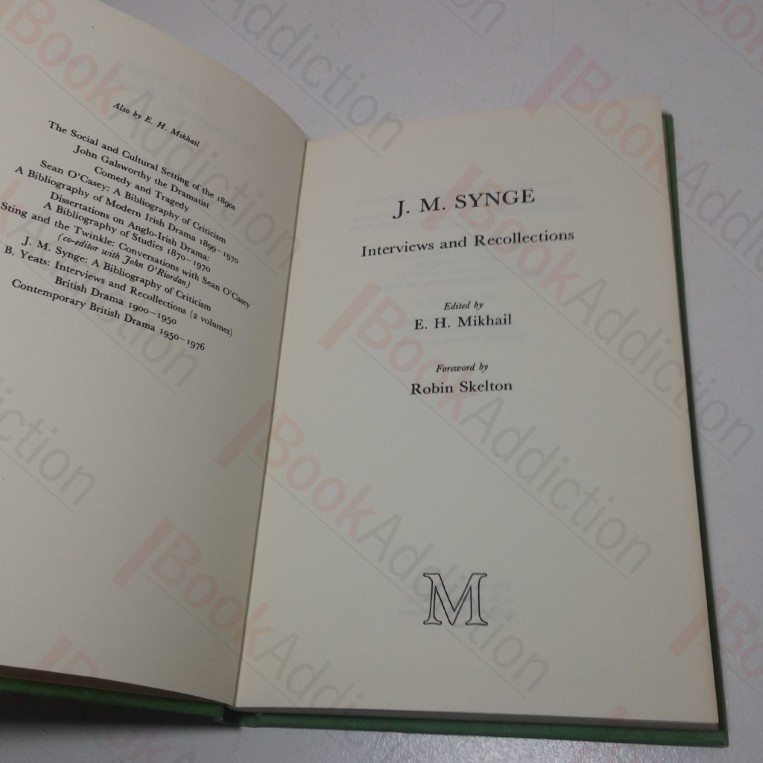 Also by E. H. Mikhail
The Social and Cultural Setting of the 1890s
John Galsworthy the Dramatist
Comedy and Tragedy
Sean O'Casey: A Bibliography of Criticism
A Bibliography of Modern Irish Drama 1899–1970
Dissertations on Anglo-Irish Drama:
A Bibliography of Studies 1870–1970
Sting and the Twinkle: Conversations with Sean O'Casey
(co-editor with John O'Riordan)
J. M. Synge: A Bibliography of Criticism
B. Yeats: Interviews and Recollections (2 volumes)
British Drama 1900–1950
Contemporary British Drama 1950–1976
J. M. SYNGE
Interviews and Recollections
Edited by
E. H. Mikhail
Foreword by
Robin Skelton
M
BookAddiction